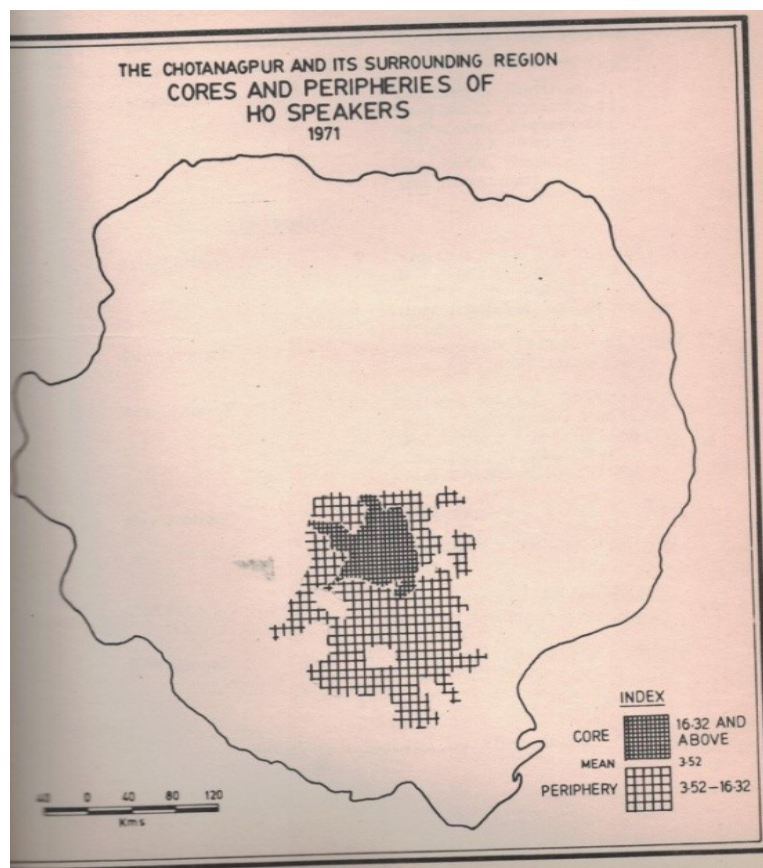 THE CHOTANAGPUR AND ITS SURROUNDING REGION
CORES AND PERIPHERIES OF
HO SPEAKERS
1971
INDEX
CORE 16·32 AND
ABOVE
MEAN 3·52
PERIPHERY 3·52–16·32
40 0 40 80 120
Kms